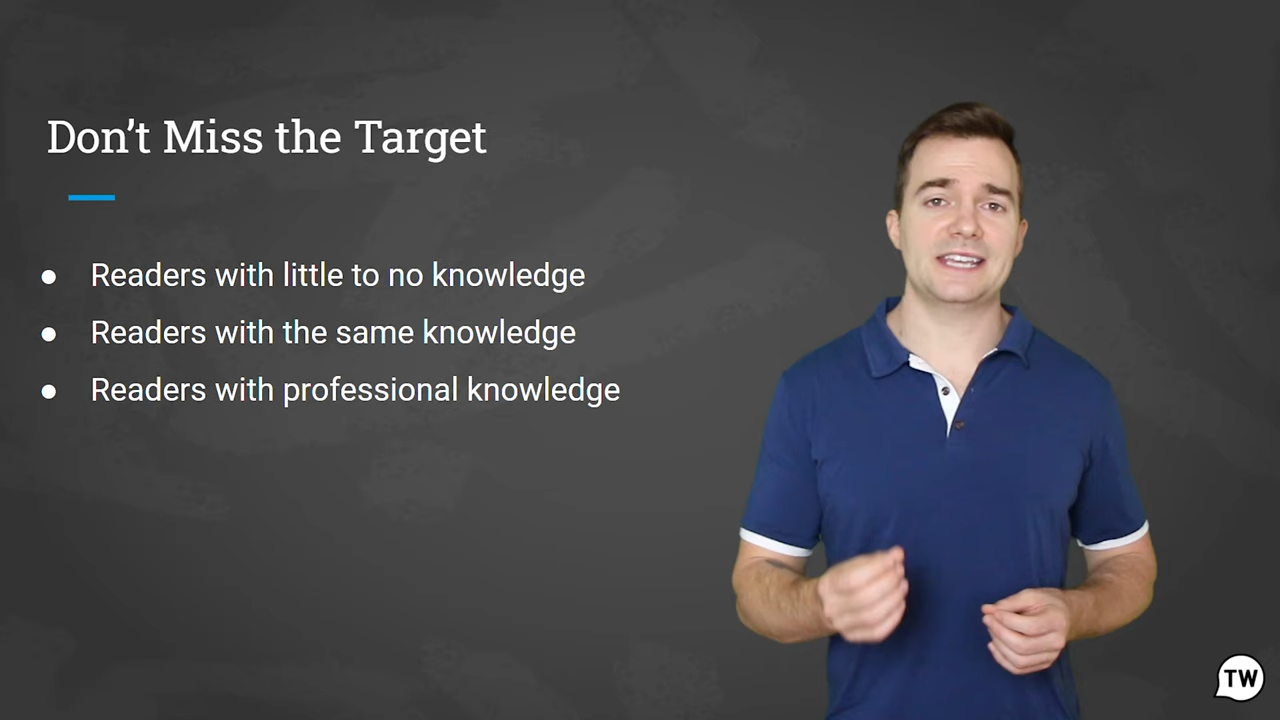 Don’t Miss the Target
● Readers with little to no knowledge
● Readers with the same knowledge
● Readers with professional knowledge
TW